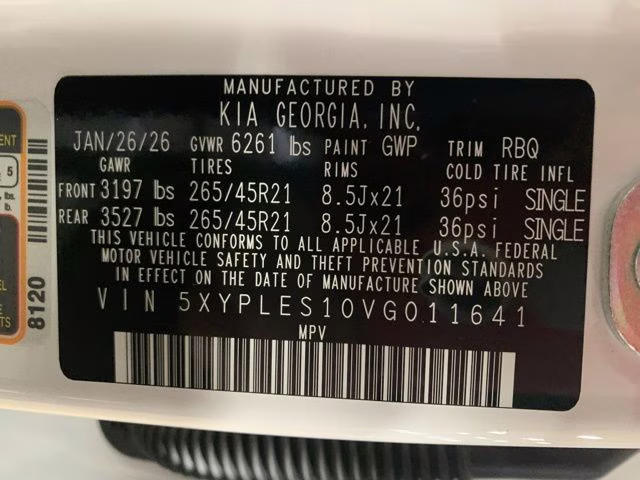 MANUFACTURED BY
KIA GEORGIA, INC.
JAN/26/26 GVWR 6261 lbs PAINT GWP TRIM RBQ
GAWR TIRES RIMS COLD TIRE INFL
FRONT 3197 lbs 265/45R21 8.5Jx21 36psi SINGLE
REAR 3527 lbs 265/45R21 8.5Jx21 36psi SINGLE
THIS VEHICLE CONFORMS TO ALL APPLICABLE U.S.A. FEDERAL
MOTOR VEHICLE SAFETY THEFT PREVENTION STANDARDS
IN EFFECT ON THE DATE OF MANUFACTURE SHOWN ABOVE
VIN 5XYPLES10VG011641
MPV
8120
5
lbs.
lb.